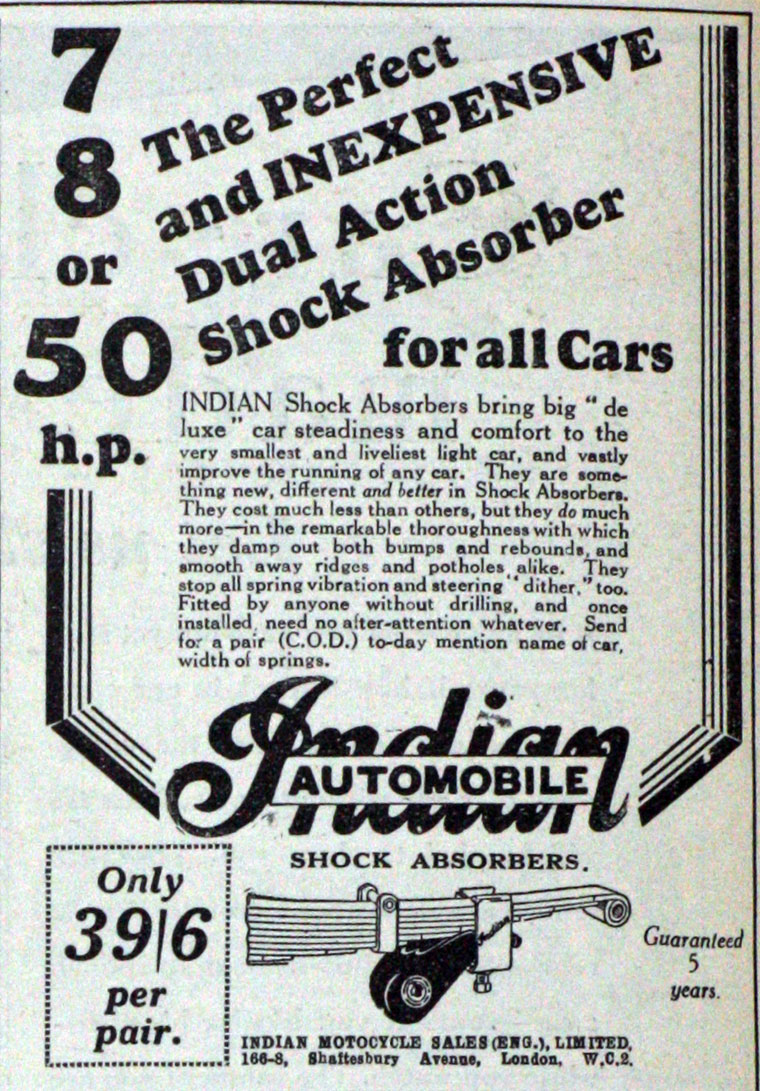 7
8
or
50
h.p.
The Perfect
and INEXPENSIVE
Dual Action
Shock Absorber
for all Cars
INDIAN Shock Absorbers bring big "de
luxe" car steadiness and comfort to the
very smallest and liveliest light car, and vastly
improve the running of any car. They are some-
thing new, different and better in Shock Absorbers.
They cost much less than others, but they do much
more—in the remarkable thoroughness with which
they damp out both bumps and rebounds, and
smooth away ridges and potholes alike. They
stop all spring vibration and steering "dither," too.
Fitted by anyone without drilling, and once
installed, need no after-attention whatever. Send
for a pair (C.O.D.) to-day mention name of car,
width of springs.
Indian
AUTOMOBILE
SHOCK ABSORBERS.
Only
39/6
per
pair.
Indian
Guaranteed
5
years.
INDIAN MOTOCYCLE SALES (ENG.), LIMITED,
166-8, Shaftesbury Avenue, London, W.C.2.